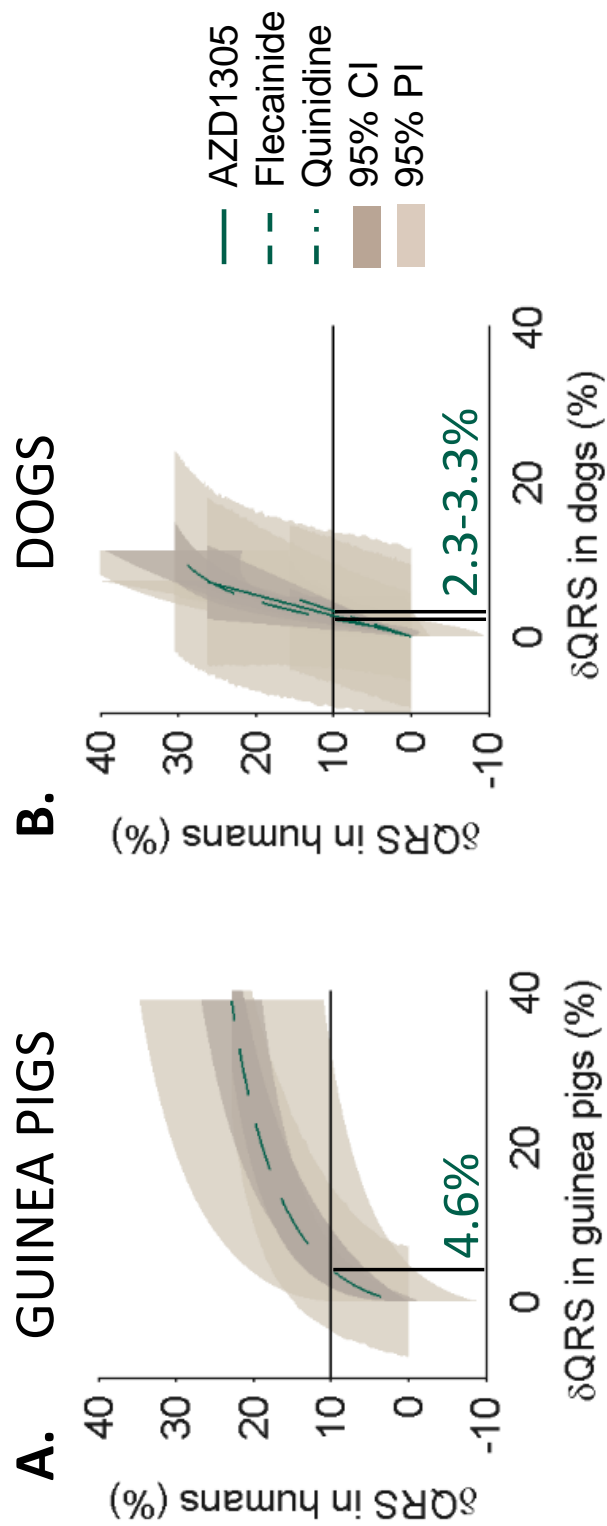 A. GUINEA PIGS
δQRS in humans (%)
40
30
20
10
0
-10
4.6%
0
20
40
δQRS in guinea pigs (%)
B. DOGS
δQRS in humans (%)
40
30
20
10
0
-10
2.3-3.3%
0
20
40
δQRS in dogs (%)
AZD1305
Flecainide
Quinidine
95% CI
95% PI